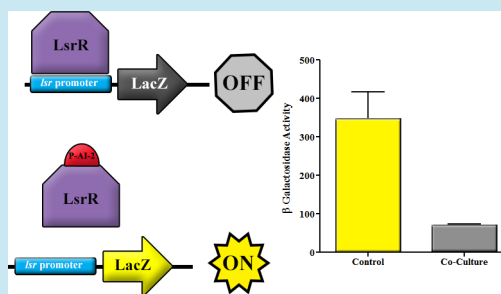 LsrR
lsr promoter
LacZ
OFF
P-AI-2
LsrR
lsr promoter
LacZ
ON
β Galactosidase Activity
500
400
300
200
100
0
Control
Co-Culture